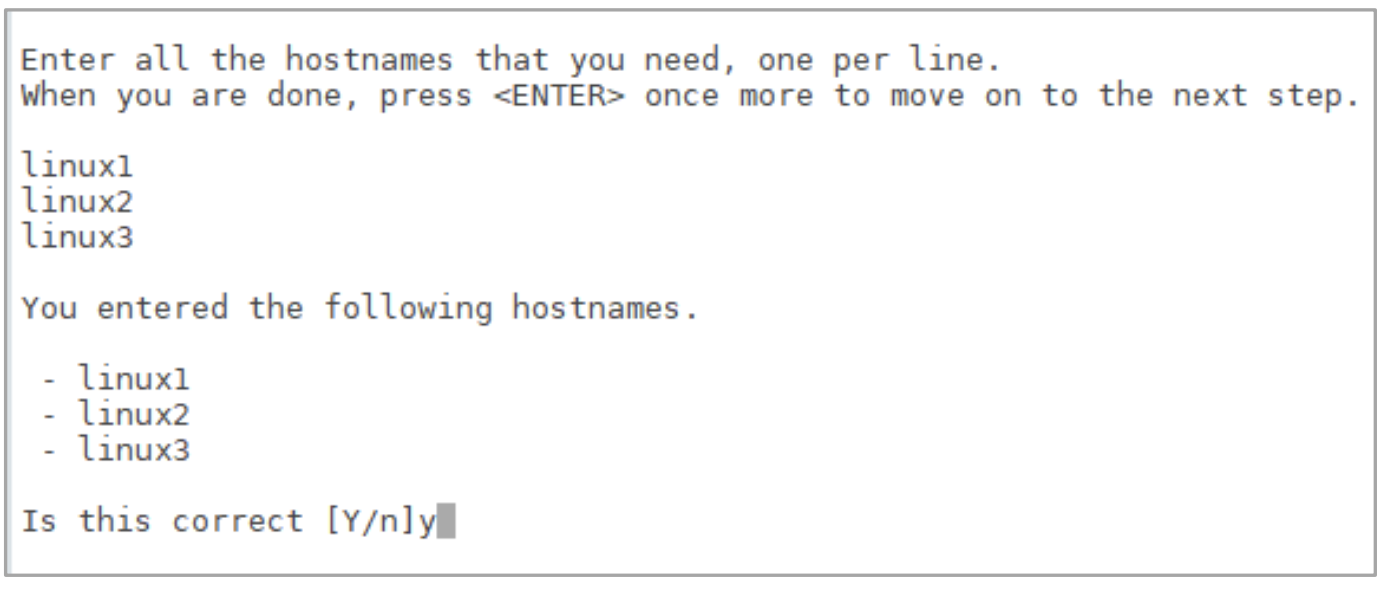 Enter all the hostnames that you need, one per line.
When you are done, press <ENTER> once more to move on to the next step.
linux1
linux2
linux3
You entered the following hostnames.
- linux1
- linux2
- linux3
Is this correct [Y/n]y